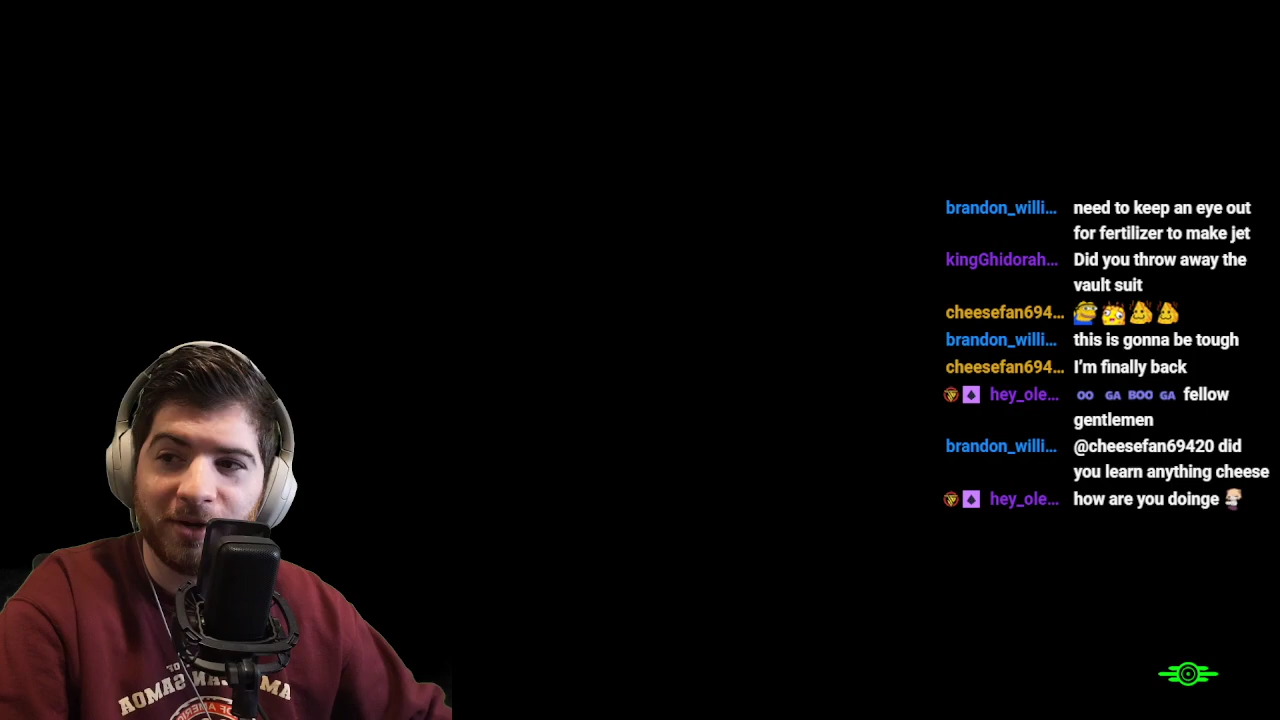 brandon_willi... need to keep an eye out
for fertilizer to make jet
kingGhidorah... Did you throw away the
vault suit
cheesefan694...
brandon_willi... this is gonna be tough
cheesefan694... I'm finally back
hey_ole... OO GA BOO GA fellow
gentlemen
brandon_willi... @cheesefan69420 did
you learn anything cheese
hey_ole... how are you doinge
OF
AMERICAN SAMOA